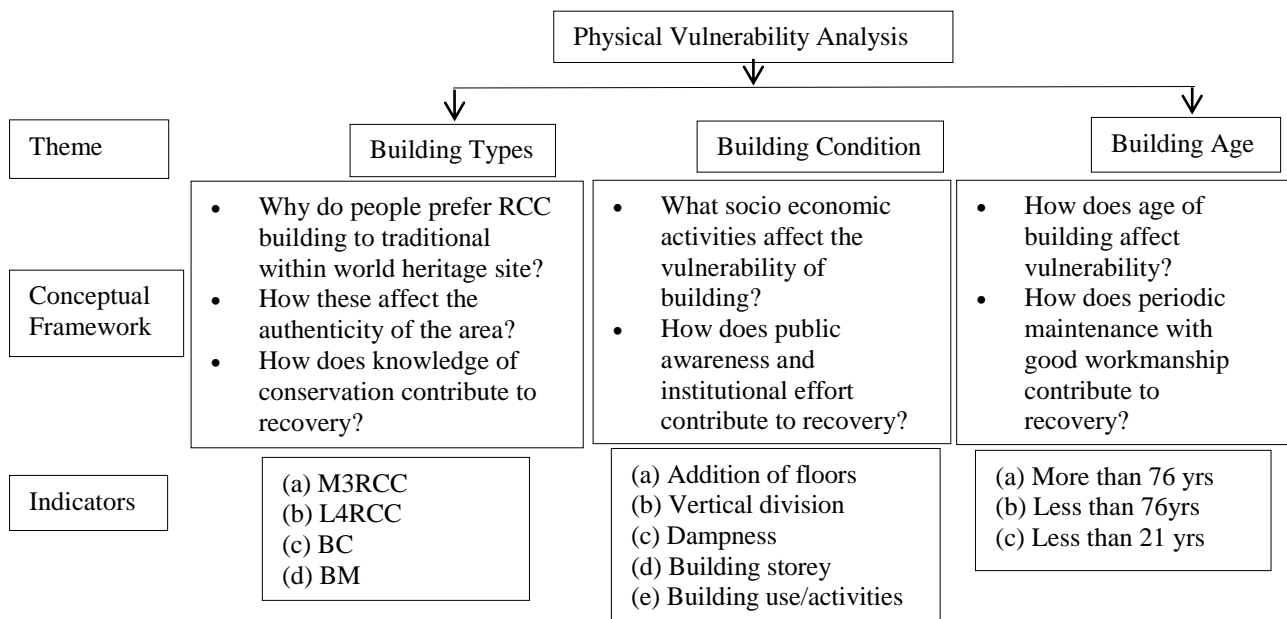 Physical Vulnerability Analysis
Theme
Building Types
Building Condition
Building Age
Conceptual
Framework
• Why do people prefer RCC
building to traditional
within world heritage site?
• How these affect the
authenticity of the area?
• How does knowledge of
conservation contribute to
recovery?
• What socio economic
activities affect the
vulnerability of
building?
• How does public
awareness and
institutional effort
contribute to recovery?
• How does age of
building affect
vulnerability?
• How does periodic
maintenance with
good workmanship
contribute to
recovery?
Indicators
(a) M3RCC
(b) L4RCC
(c) BC
(d) BM
(a) Addition of floors
(b) Vertical division
(c) Dampness
(d) Building storey
(e) Building use/activities
(a) More than 76 yrs
(b) Less than 76yrs
(c) Less than 21 yrs